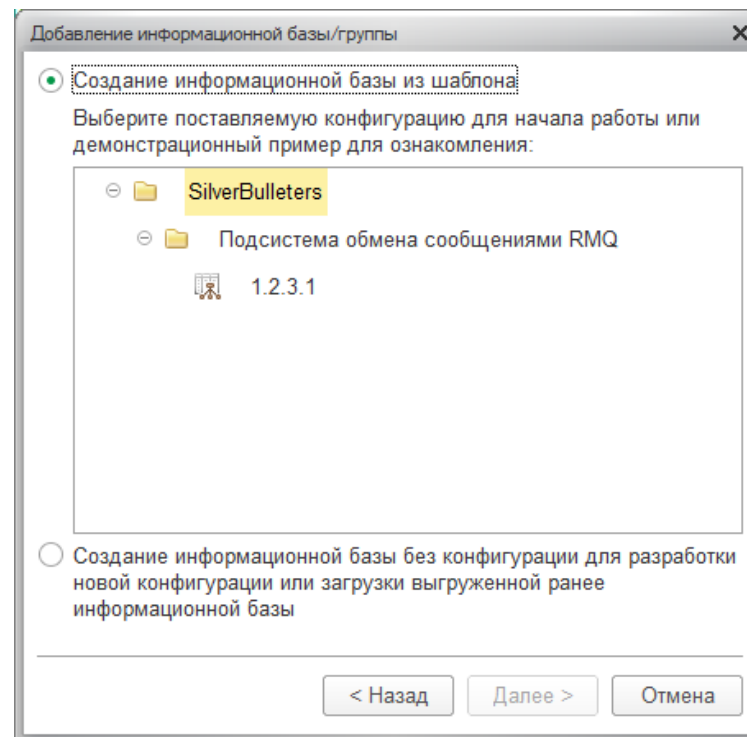 Добавление информационной базы/группы
Создание информационной базы из шаблона
Выберите поставляемую конфигурацию для начала работы или
демонстрационный пример для ознакомления:
SilverBulleters
Подсистема обмена сообщениями RMQ
1.2.3.1
Создание информационной базы без конфигурации для разработки
новой конфигурации или загрузки выгруженной ранее
информационной базы
< Назад Далее > Отмена